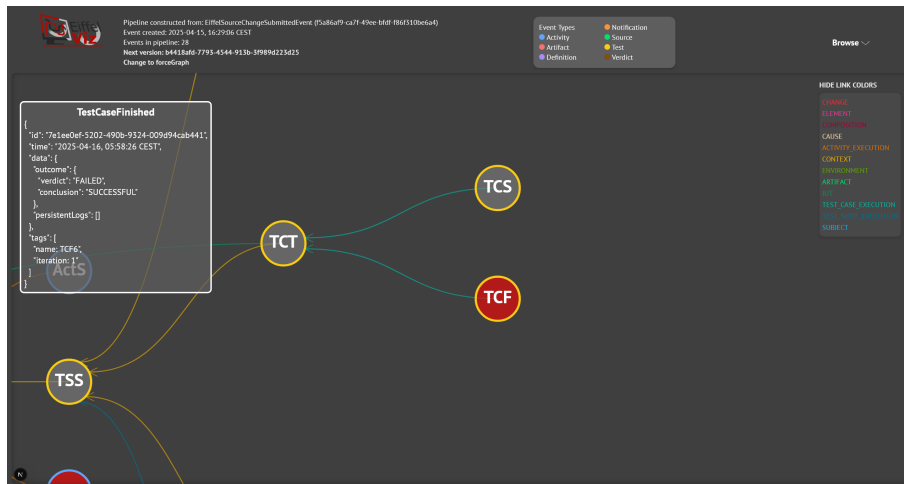 Eiffel
Pipeline constructed from: EiffelSourceChangeSubmittedEvent (f5a86af9-ca7f-49ee-bfdf-f86f310be6a4)
Event created: 2025-04-15, 16:29:06 CEST
Events in pipeline: 28
Next version: b4418afd-7793-4544-913b-3f989d223d25
Change to forceGraph
Event Types
Activity
Artifact
Definition
Notification
Source
Test
Verdict
Browse
HIDE LINK COLORS
CHANGE
ELEMENT
COMPOSITION
CAUSE
ACTIVITY_EXECUTION
CONTEXT
ENVIRONMENT
ARTIFACT
IUT
TEST_CASE_EXECUTION
SUBJECT
TestCaseFinished
{
"id": "7e1ee0ef-5202-490b-9324-009d94cab441",
"time": "2025-04-16, 05:58:26 CEST",
"data": {
"outcome": {
"verdict": "FAILED",
"conclusion": "SUCCESSFUL"
},
"persistentLogs": []
},
"tags": [
"name: TCF6",
"iteration: 1"
]
}
ActS
TCT
TCS
TCF
TSS
N